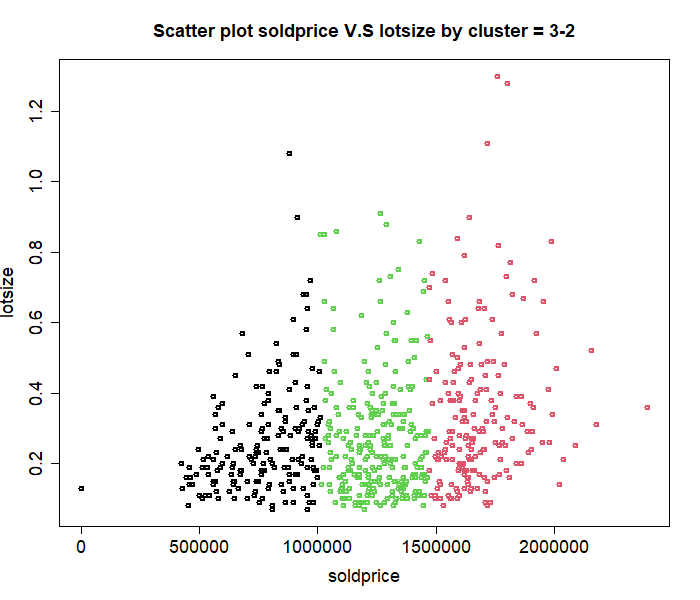 Scatter plot soldprice V.S lotsize by cluster = 3-2
1.2
1.0
0.8
0.6
0.4
0.2
lotsize
0 500000 1000000 1500000 2000000
soldprice